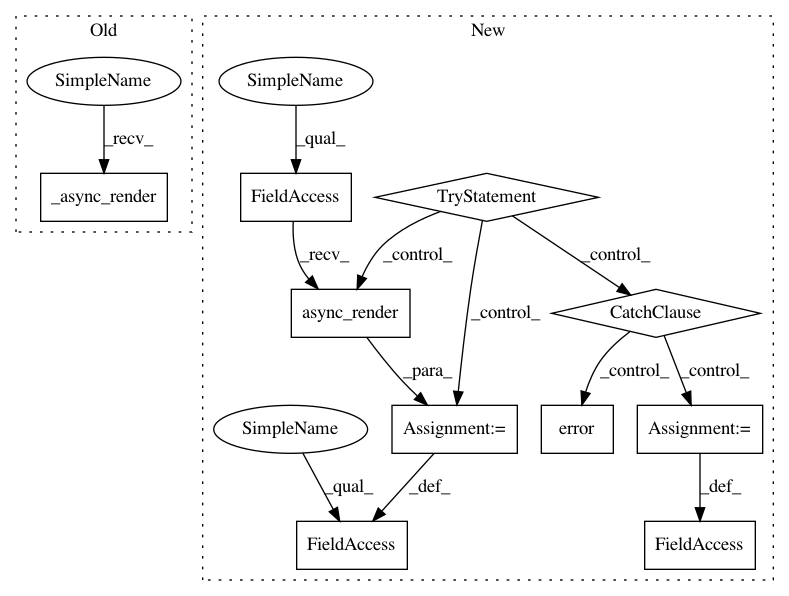 Old
New
SimpleName
SimpleName
_recv_
_qual_
_async_render
FieldAccess
TryStatement
_recv_
_control_
_control_
_control_
async_render
CatchClause
_para_
_control_
_control_
SimpleName
Assignment:=
error
Assignment:=
_qual_
_def_
_def_
FieldAccess
FieldAccess